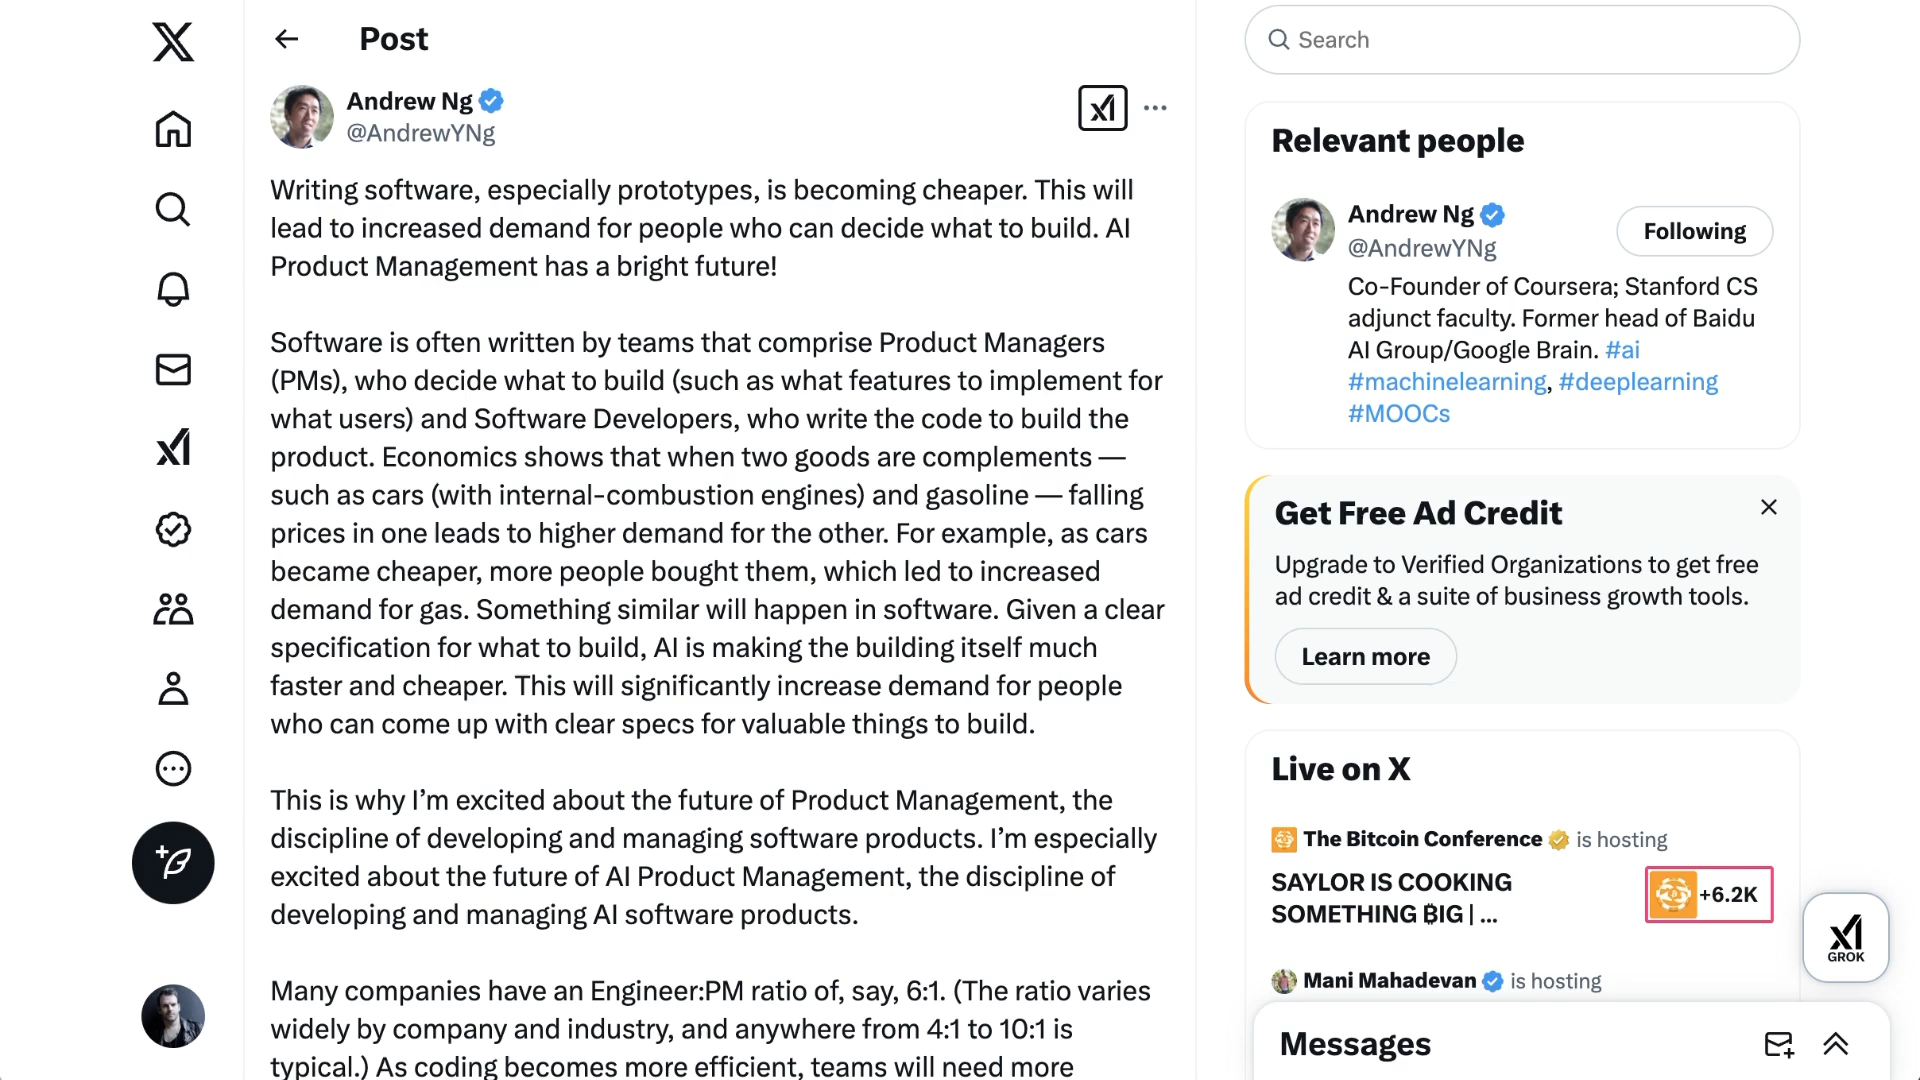 Post
Andrew Ng
@AndrewYNg
Writing software, especially prototypes, is becoming cheaper. This will
lead to increased demand for people who can decide what to build. AI
Product Management has a bright future!
Software is often written by teams that comprise Product Managers
(PMs), who decide what to build (such as what features to implement for
what users) and Software Developers, who write the code to build the
product. Economics shows that when two goods are complements —
such as cars (with internal-combustion engines) and gasoline — falling
prices in one leads to higher demand for the other. For example, as cars
became cheaper, more people bought them, which led to increased
demand for gas. Something similar will happen in software. Given a clear
specification for what to build, AI is making the building itself much
faster and cheaper. This will significantly increase demand for people
who can come up with clear specs for valuable things to build.
This is why I’m excited about the future of Product Management, the
discipline of developing and managing software products. I’m especially
excited about the future of AI Product Management, the discipline of
developing and managing AI software products.
Many companies have an Engineer:PM ratio of, say, 6:1. (The ratio varies
widely by company and industry, and anywhere from 4:1 to 10:1 is
typical.) As coding becomes more efficient, teams will need more
Search
Relevant people
Andrew Ng
@AndrewYNg
Following
Co-Founder of Coursera; Stanford CS
adjunct faculty. Former head of Baidu
AI Group/Google Brain. #ai
#machinelearning, #deeplearning
#MOOCs
Get Free Ad Credit
Upgrade to Verified Organizations to get free
ad credit & a suite of business growth tools.
Learn more
Live on X
The Bitcoin Conference is hosting
SAYLOR IS COOKING
SOMETHING ₿IG | ...
+6.2K
Mani Mahadevan is hosting
GROK
Messages